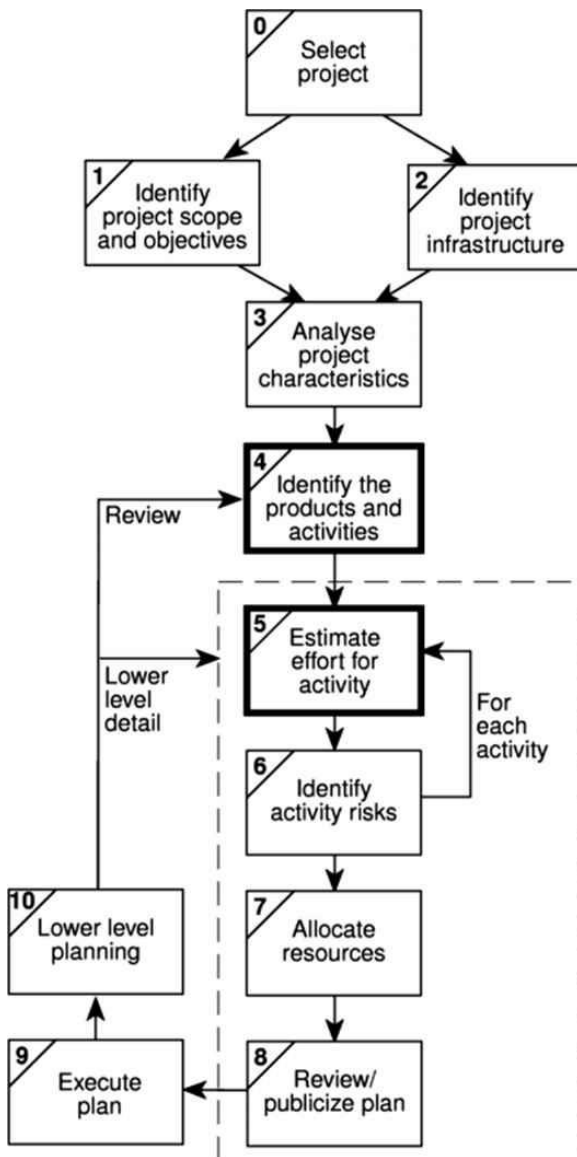 0
Select
project
1
Identify
project scope
and objectives
2
Identify
project
infrastructure
3
Analyse
project
characteristics
4
Identify the
products and
activities
Review
5
Estimate
effort for
activity
Lower
level
detail
For
each
activity
6
Identify
activity risks
10
Lower level
planning
7
Allocate
resources
9
Execute
plan
8
Review/
publicize plan